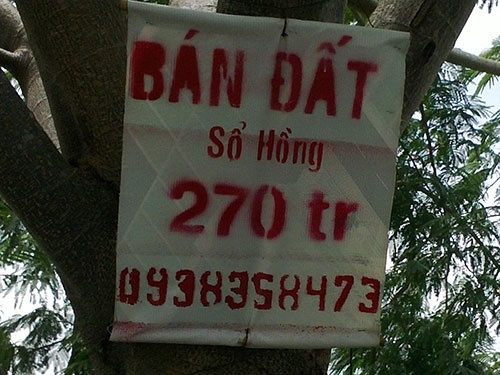 BÁN ĐẤT
Sổ Hồng
270 tr
0938358473